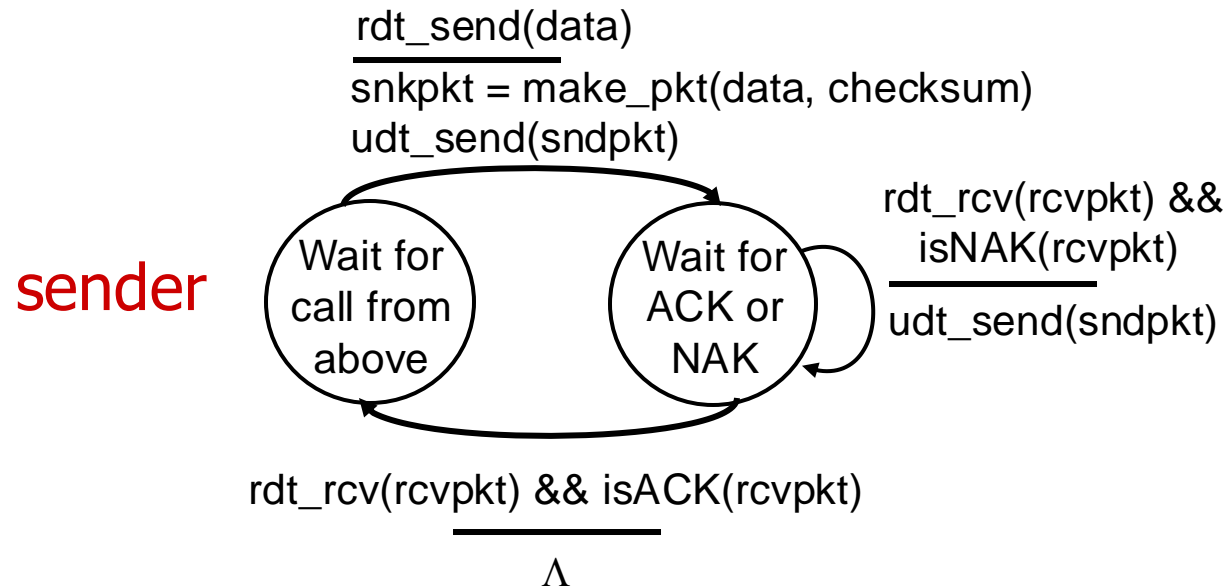 rdt_send(data)
snkpkt = make_pkt(data, checksum)
udt_send(sndpkt)
sender
Wait for
call from
above
Wait for
ACK or
NAK
rdt_rcv(rcvpkt) &&
isNAK(rcvpkt)
udt_send(sndpkt)
rdt_rcv(rcvpkt) && isACK(rcvpkt)
Λ